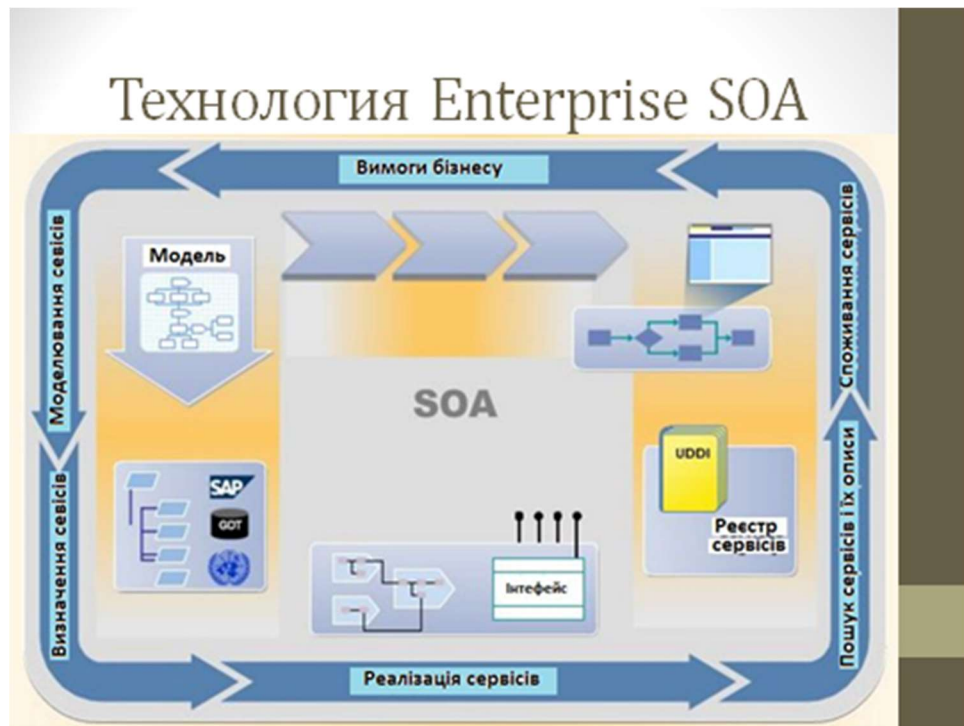 Технология Enterprise SOA
Вимоги бізнесу
Моделювання севісів
Визначення севісів
Модель
SAP
GDT
SOA
Інтефейс
UDDI
Реєстр
сервісів
Реалізація сервісів
Пошук сервісів і їх описи
Споживання сервісів